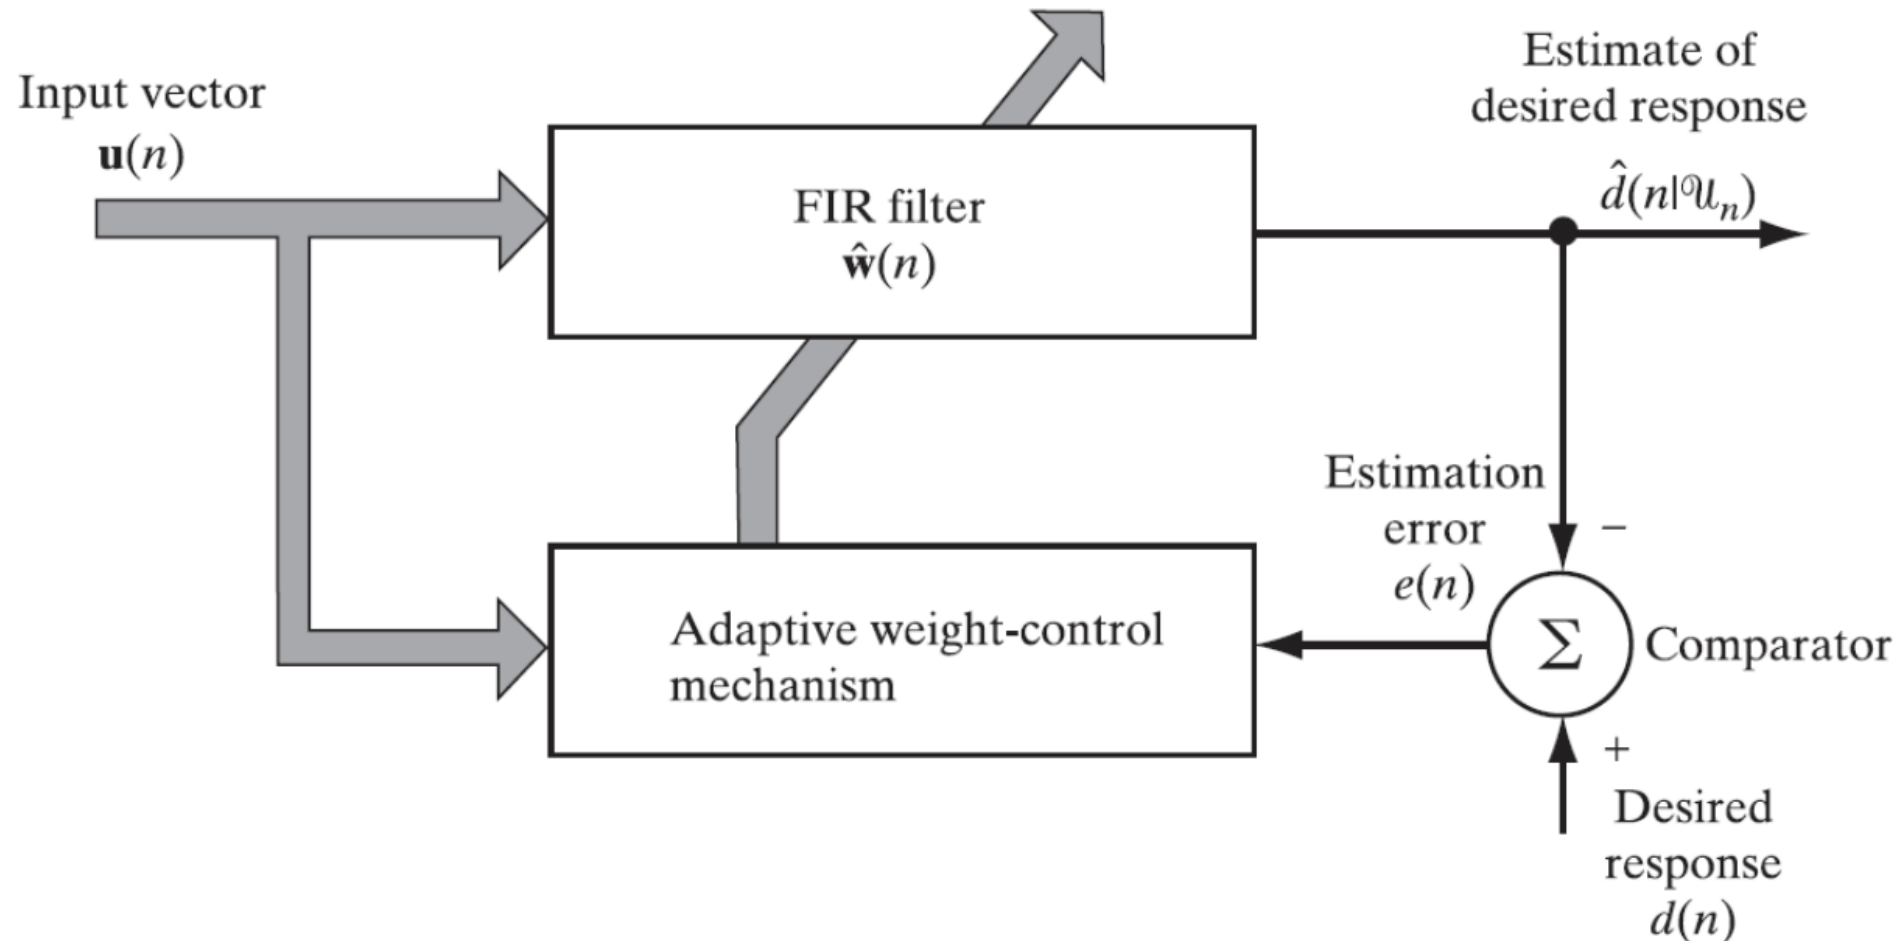 Input vector
u(n)
FIR filter
ŵ(n)
Estimate of
desired response
d̂(n|𝒰ₙ)
Adaptive weight-control
mechanism
Estimation
error
e(n)
−
Σ
Comparator
+
Desired
response
d(n)